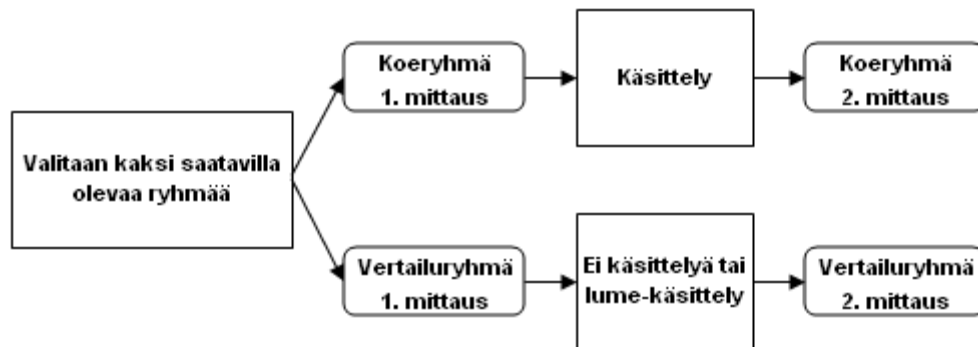 Valitaan kaksi saatavilla
olevaa ryhmää
Koeryhmä
1. mittaus
Käsittely
Koeryhmä
2. mittaus
Vertailuryhmä
1. mittaus
Ei käsittelyä tai
lume-käsittely
Vertailuryhmä
2. mittaus